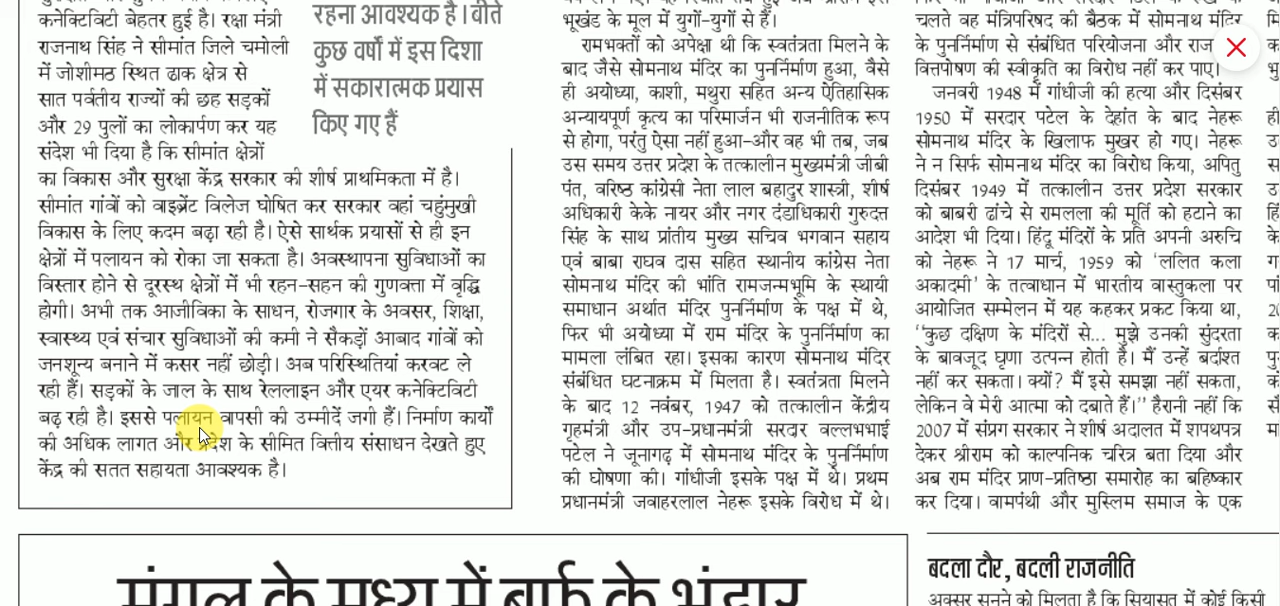 कनेक्टिविटी बेहतर हुई है। रक्षा मंत्री
राजनाथ सिंह ने सीमांत जिले चमोली
में जोशीमठ स्थित ढाक क्षेत्र से
सात पर्वतीय राज्यों की छह सड़कों
और 29 पुलों का लोकार्पण कर यह
संदेश भी दिया है कि सीमांत क्षेत्रों
का विकास और सुरक्षा केंद्र सरकार की शीर्ष प्राथमिकता में है।
सीमांत गांवों को वाइब्रेंट विलेज घोषित कर सरकार वहां चहुंमुखी
विकास के लिए कदम बढ़ा रही है। ऐसे सार्थक प्रयासों से ही इन
क्षेत्रों में पलायन को रोका जा सकता है। अवस्थापना सुविधाओं का
विस्तार होने से दूरस्थ क्षेत्रों में भी रहन-सहन की गुणवत्ता में वृद्धि
होगी। अभी तक आजीविका के साधन, रोजगार के अवसर, शिक्षा,
स्वास्थ्य एवं संचार सुविधाओं की कमी ने सैकड़ों आबाद गांवों को
जनशून्य बनाने में कसर नहीं छोड़ी। अब परिस्थितियां करवट ले
रही हैं। सड़कों के जाल के साथ रेललाइन और एयर कनेक्टिविटी
बढ़ रही है। इससे पलायन वापसी की उम्मीदें जगी हैं। निर्माण कार्यों
की अधिक लागत और प्रदेश के सीमित वित्तीय संसाधन देखते हुए
केंद्र की सतत सहायता आवश्यक है।
रहना आवश्यक है। बीते
कुछ वर्षों में इस दिशा
में सकारात्मक प्रयास
किए गए हैं
भूखंड के मूल में युगों-युगों से हैं।
रामभक्तों को अपेक्षा थी कि स्वतंत्रता मिलने के
बाद जैसे सोमनाथ मंदिर का पुनर्निर्माण हुआ, वैसे
ही अयोध्या, काशी, मथुरा सहित अन्य ऐतिहासिक
अन्यायपूर्ण कृत्य का परिमार्जन भी राजनीतिक रूप
से होगा, परंतु ऐसा नहीं हुआ-और वह भी तब, जब
उस समय उत्तर प्रदेश के तत्कालीन मुख्यमंत्री जीबी
पंत, वरिष्ठ कांग्रेसी नेता लाल बहादुर शास्त्री, शीर्ष
अधिकारी केके नायर और नगर दंडाधिकारी गुरुदत्त
सिंह के साथ प्रांतीय मुख्य सचिव भगवान सहाय
एवं बाबा राघव दास सहित स्थानीय कांग्रेस नेता
सोमनाथ मंदिर की भांति रामजन्मभूमि के स्थायी
समाधान अर्थात मंदिर पुनर्निर्माण के पक्ष में थे,
फिर भी अयोध्या में राम मंदिर के पुनर्निर्माण का
मामला लंबित रहा। इसका कारण सोमनाथ मंदिर
संबंधित घटनाक्रम में मिलता है। स्वतंत्रता मिलने
के बाद 12 नवंबर, 1947 को तत्कालीन केंद्रीय
गृहमंत्री और उप-प्रधानमंत्री सरदार वल्लभभाई
पटेल ने जूनागढ़ में सोमनाथ मंदिर के पुनर्निर्माण
की घोषणा की। गांधीजी इसके पक्ष में थे। प्रथम
प्रधानमंत्री जवाहरलाल नेहरू इसके विरोध में थे।
चलते वह मंत्रिपरिषद की बैठक में सोमनाथ मंदिर
के पुनर्निर्माण से संबंधित परियोजना और राज
वित्तपोषण की स्वीकृति का विरोध नहीं कर पाए।
जनवरी 1948 में गांधीजी की हत्या और दिसंबर
1950 में सरदार पटेल के देहांत के बाद नेहरू
सोमनाथ मंदिर के खिलाफ मुखर हो गए। नेहरू
ने न सिर्फ सोमनाथ मंदिर का विरोध किया, अपितु
दिसंबर 1949 में तत्कालीन उत्तर प्रदेश सरकार
को बाबरी ढांचे से रामलला की मूर्ति को हटाने का
आदेश भी दिया। हिंदू मंदिरों के प्रति अपनी अरुचि
को नेहरू ने 17 मार्च, 1959 को ‘ललित कला
अकादमी’ के तत्वाधान में भारतीय वास्तुकला पर
आयोजित सम्मेलन में यह कहकर प्रकट किया था,
‘‘कुछ दक्षिण के मंदिरों से... मुझे उनकी सुंदरता
के बावजूद घृणा उत्पन्न होती है। मैं उन्हें बर्दाश्त
नहीं कर सकता। क्यों? मैं इसे समझा नहीं सकता,
लेकिन वे मेरी आत्मा को दबाते हैं।’’ हैरानी नहीं कि
2007 में संप्रग सरकार ने शीर्ष अदालत में शपथपत्र
देकर श्रीराम को काल्पनिक चरित्र बता दिया और
अब राम मंदिर प्राण-प्रतिष्ठा समारोह का बहिष्कार
कर दिया। वामपंथी और मुस्लिम समाज के एक
मंगल के मध्य में बर्फ के भंडार
बदला दौर, बदली राजनीति
अक्सर सुनने को मिलता है कि सियासत में कोई किसी